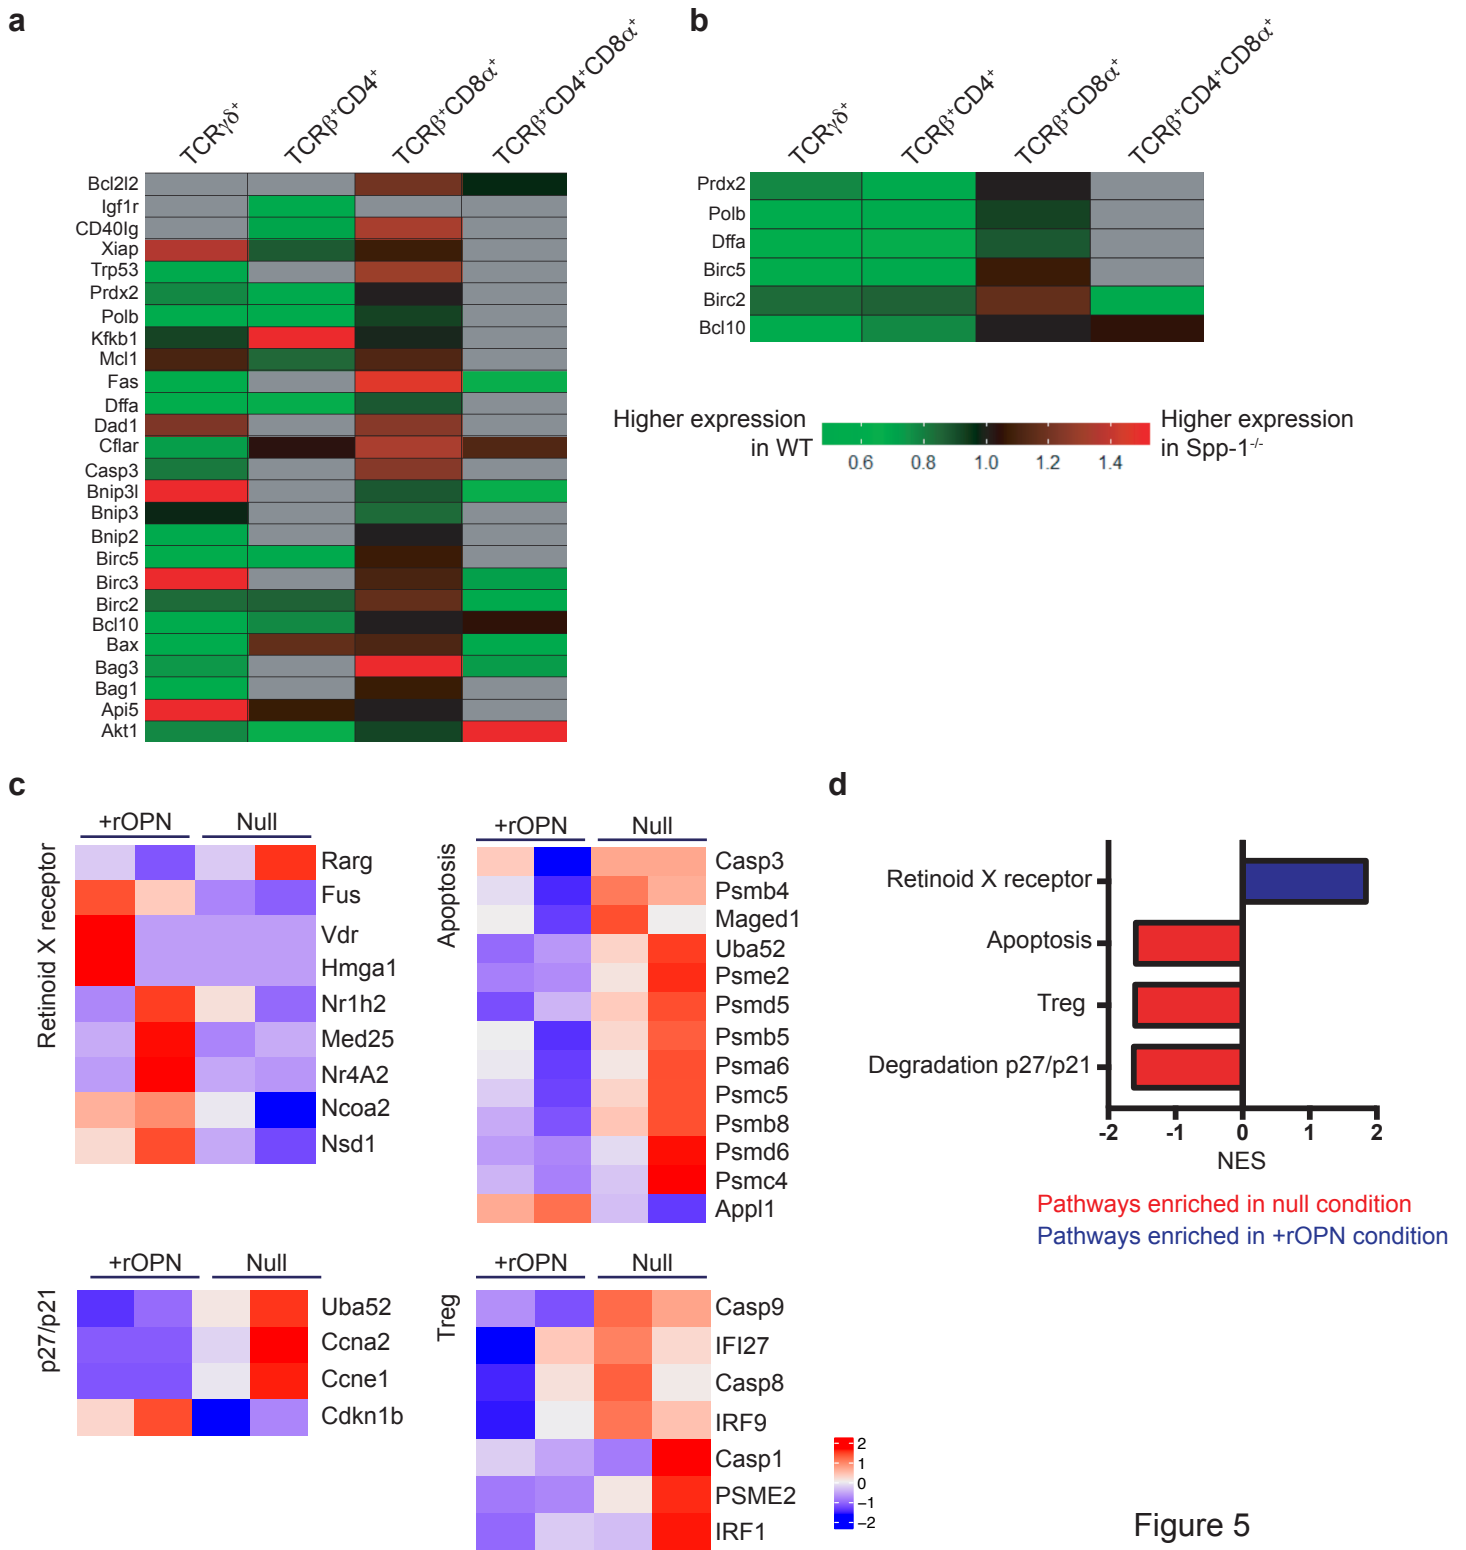 a
TCRγδ+
TCRβ+CD4+
TCRβ+CD8α+
TCRβ+CD4+CD8α+
Bcl2l2
Igf1r
CD40Ig
Xiap
Trp53
Prdx2
Polb
Kfkb1
Mcl1
Fas
Dffa
Dad1
Cflar
Casp3
Bnip3l
Bnip3
Bnip2
Birc5
Birc3
Birc2
Bcl10
Bax
Bag3
Bag1
Api5
Akt1
b
TCRγδ+
TCRβ+CD4+
TCRβ+CD8α+
TCRβ+CD4+CD8α+
Prdx2
Polb
Dffa
Birc5
Birc2
Bcl10
Higher expression
in WT
0.6 0.8 1.0 1.2 1.4
Higher expression
in Spp-1-/-
c
Retinoid X receptor
+rOPN Null
Rarg
Fus
Vdr
Hmga1
Nr1h2
Med25
Nr4A2
Ncoa2
Nsd1
Apoptosis
+rOPN Null
Casp3
Psmb4
Maged1
Uba52
Psme2
Psmd5
Psmb5
Psma6
Psmc5
Psmb8
Psmd6
Psmc4
Appl1
p27/p21
+rOPN Null
Uba52
Ccna2
Ccne1
Cdkn1b
Treg
+rOPN Null
Casp9
IFI27
Casp8
IRF9
Casp1
PSME2
IRF1
2
1
0
−1
−2
d
Retinoid X receptor
Apoptosis
Treg
Degradation p27/p21
-2 -1 0 1 2
NES
Pathways enriched in null condition
Pathways enriched in +rOPN condition
Figure 5